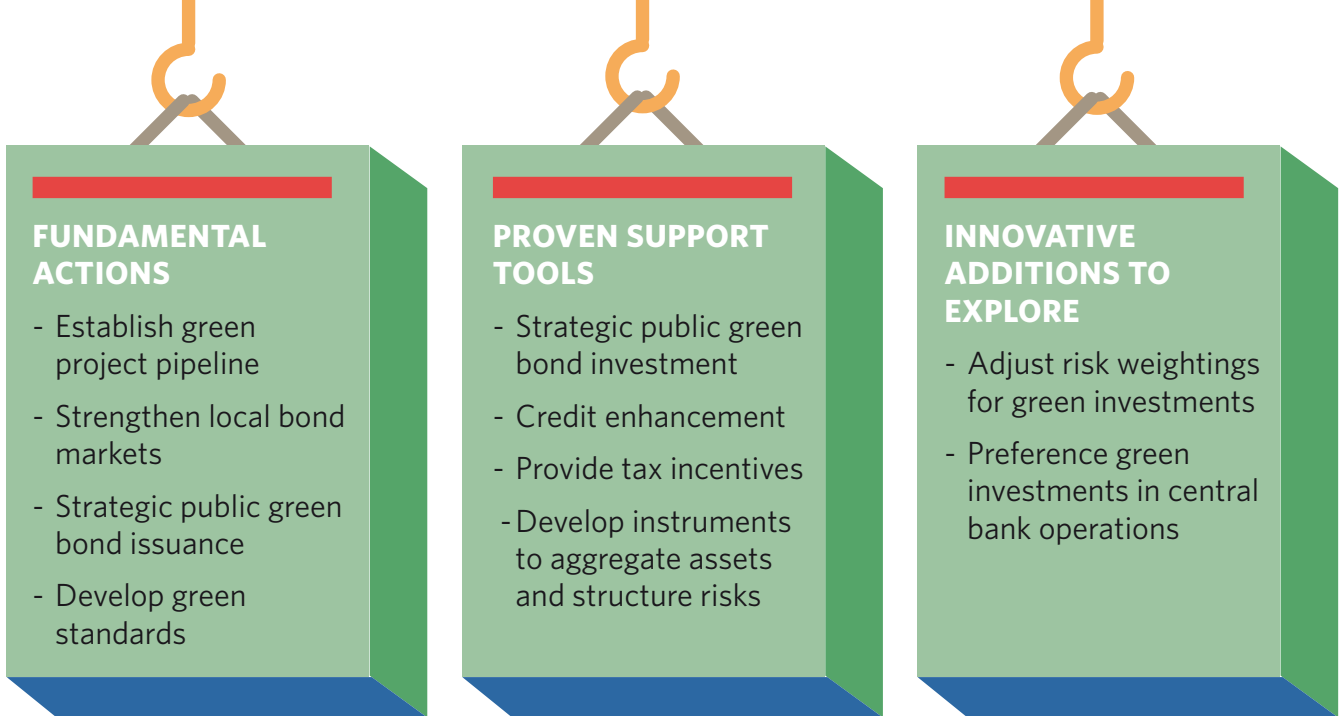 FUNDAMENTAL
ACTIONS
- Establish green
project pipeline
- Strengthen local bond
markets
- Strategic public green
bond issuance
- Develop green
standards
PROVEN SUPPORT
TOOLS
- Strategic public green
bond investment
- Credit enhancement
- Provide tax incentives
- Develop instruments
to aggregate assets
and structure risks
INNOVATIVE
ADDITIONS TO
EXPLORE
- Adjust risk weightings
for green investments
- Preference green
investments in central
bank operations